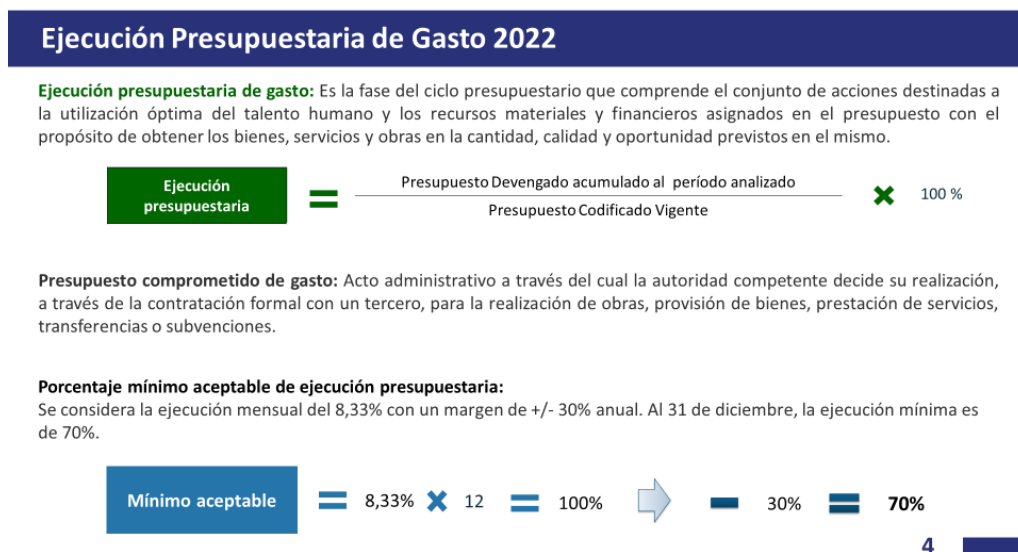 Ejecución Presupuestaria de Gasto 2022
Ejecución presupuestaria de gasto: Es la fase del ciclo presupuestario que comprende el conjunto de acciones destinadas a
la utilización óptima del talento humano y los recursos materiales y financieros asignados en el presupuesto con el
propósito de obtener los bienes, servicios y obras en la cantidad, calidad y oportunidad previstos en el mismo.
Ejecución
presupuestaria
=
Presupuesto Devengado acumulado al período analizado
Presupuesto Codificado Vigente
× 100 %
Presupuesto comprometido de gasto: Acto administrativo a través del cual la autoridad competente decide su realización,
a través de la contratación formal con un tercero, para la realización de obras, provisión de bienes, prestación de servicios,
transferencias o subvenciones.
Porcentaje mínimo aceptable de ejecución presupuestaria:
Se considera la ejecución mensual del 8,33% con un margen de +/- 30% anual. Al 31 de diciembre, la ejecución mínima es
de 70%.
Mínimo aceptable = 8,33% × 12 = 100% − 30% = 70%
4